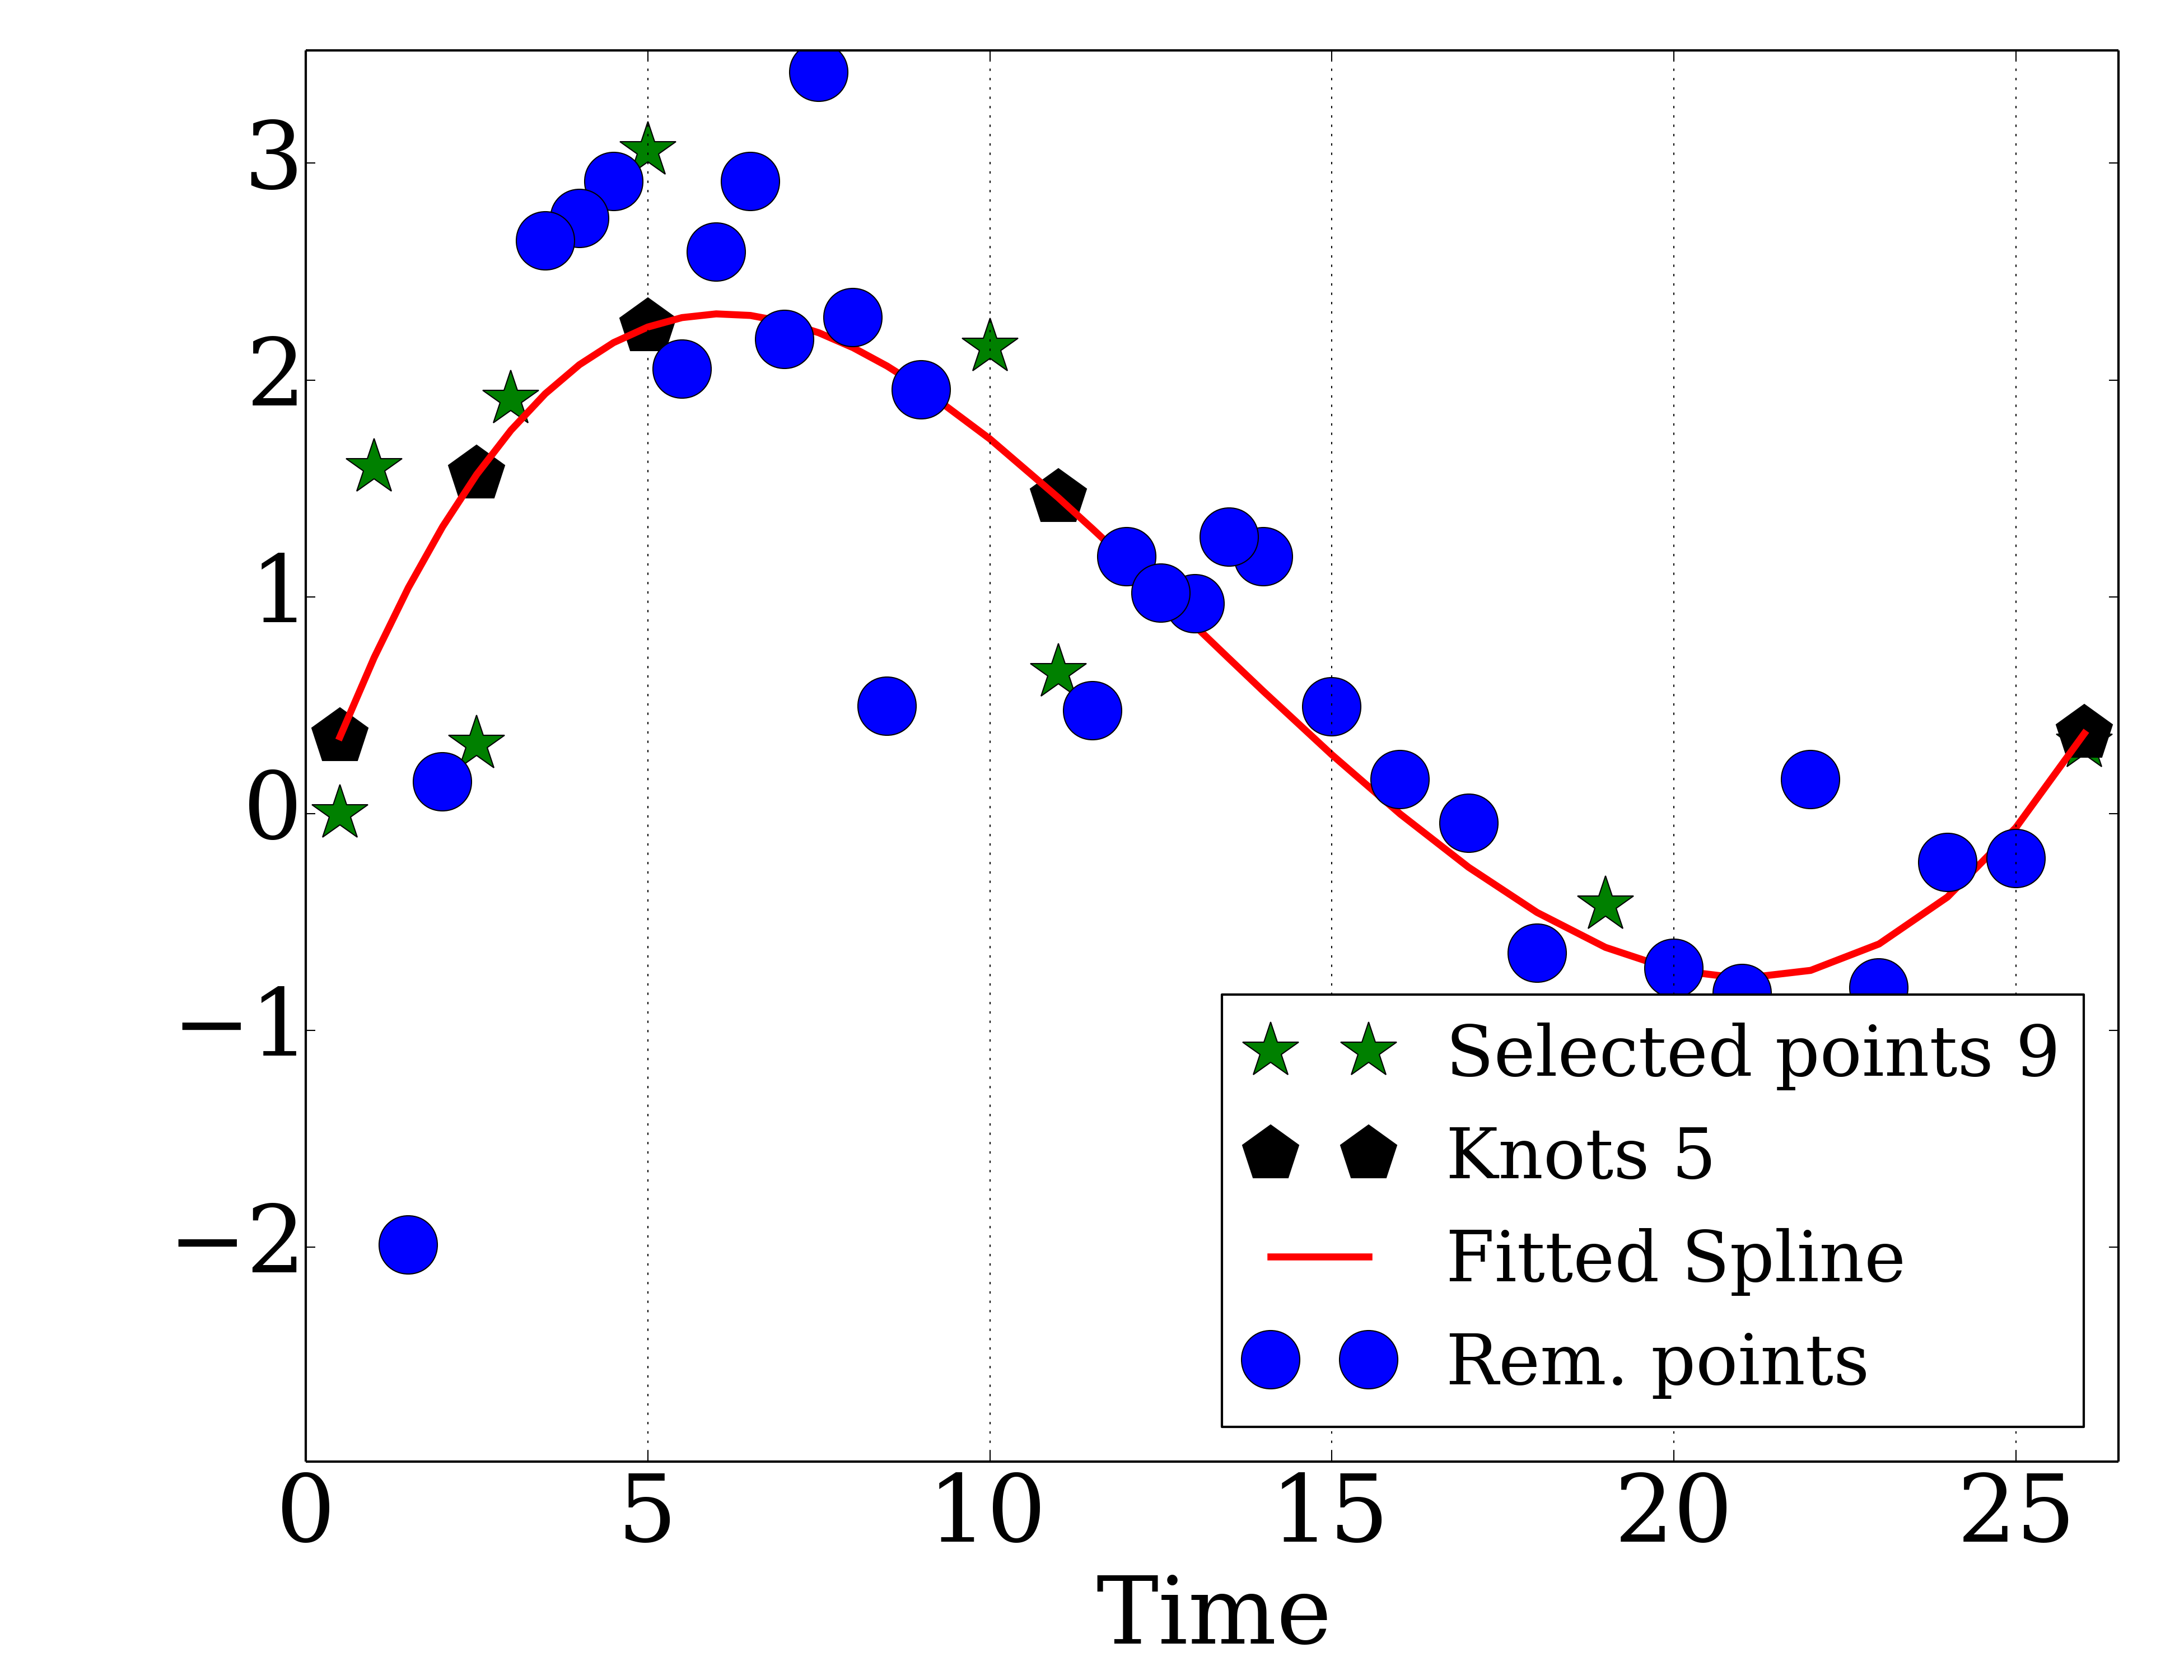 3
2
1
0
−1
−2
Selected points 9
Knots 5
Fitted Spline
Rem. points
0 5 10 15 20 25
Time